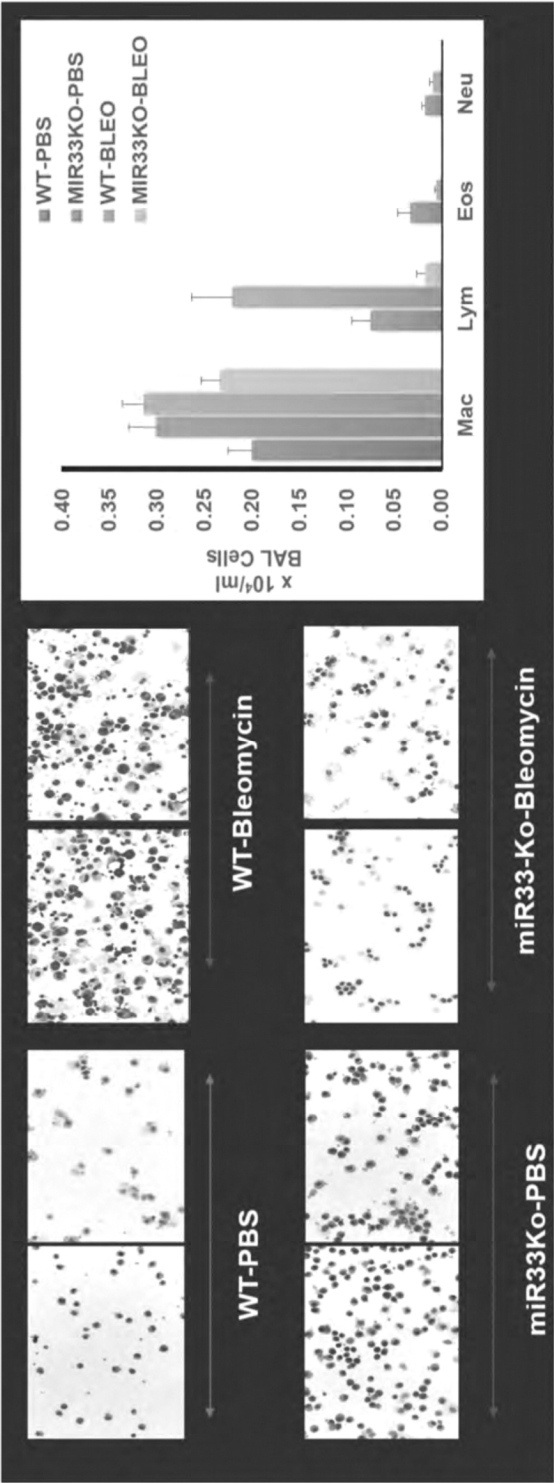 WT-PBS
WT-Bleomycin
miR33Ko-PBS
miR33-Ko-Bleomycin
x 10⁴/ml
BAL Cells
0.40
0.35
0.30
0.25
0.20
0.15
0.10
0.05
0.00
Mac
Lym
Eos
Neu
WT-PBS
MIR33KO-PBS
WT-BLEO
MIR33KO-BLEO